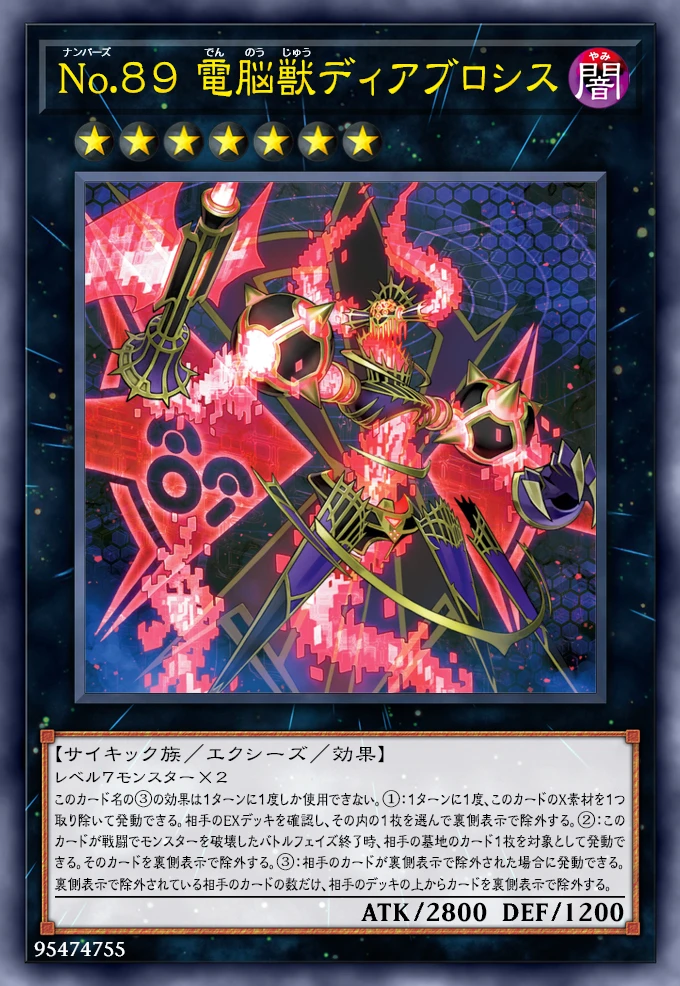 ナンバーズ でん のう じゅう
No.89 電脳獣ディアブロシス
やみ
闇
【サイキック族／エクシーズ／効果】
レベル７モンスター×２
このカード名の③の効果は1ターンに1度しか使用できない。①:1ターンに1度、このカードのX素材を1つ
取り除いて発動できる。相手のEXデッキを確認し、その内の1枚を選んで裏側表示で除外する。②:この
カードが戦闘でモンスターを破壊したバトルフェイズ終了時、相手の墓地のカード1枚を対象として発動で
きる。そのカードを裏側表示で除外する。③:相手のカードが裏側表示で除外された場合に発動できる。
裏側表示で除外されている相手のカードの数だけ、相手のデッキの上からカードを裏側表示で除外する。
ATK/2800 DEF/1200
95474755